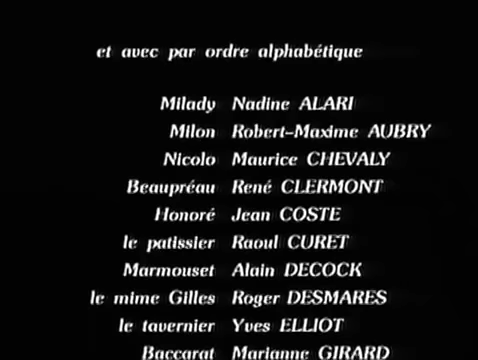 et avec par ordre alphabétique
Milady Nadine ALARI
Milon Robert-Maxime AUBRY
Nicolo Maurice CHEVALY
Beaupréau René CLERMONT
Honoré Jean COSTE
le patissier Raoul CURET
Marmouset Alain DECOCK
le mime Gilles Roger DESMARES
le tavernier Yves ELLIOT
Baccarat Marianne GIRARD